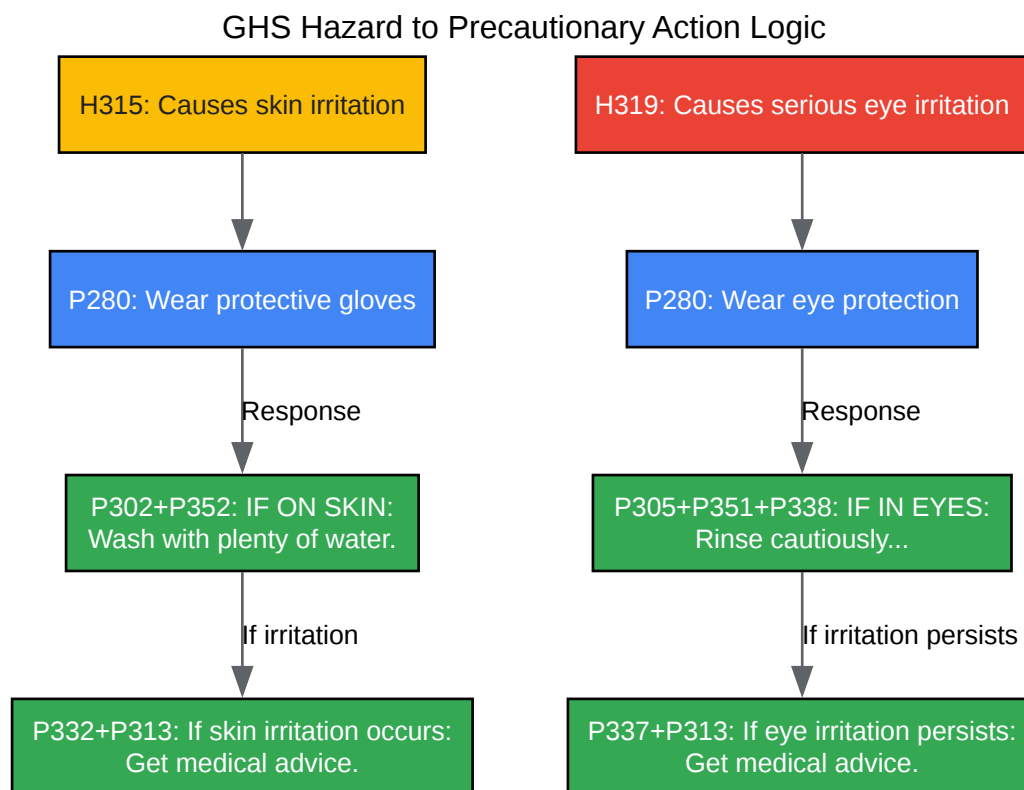 GHS Hazard to Precautionary Action Logic
H315: Causes skin irritation
H319: Causes serious eye irritation
P280: Wear protective gloves
P280: Wear eye protection
Response
Response
P302+P352: IF ON SKIN:
Wash with plenty of water.
P305+P351+P338: IF IN EYES:
Rinse cautiously...
If irritation
If irritation persists
P332+P313: If skin irritation occurs:
Get medical advice.
P337+P313: If eye irritation persists:
Get medical advice.